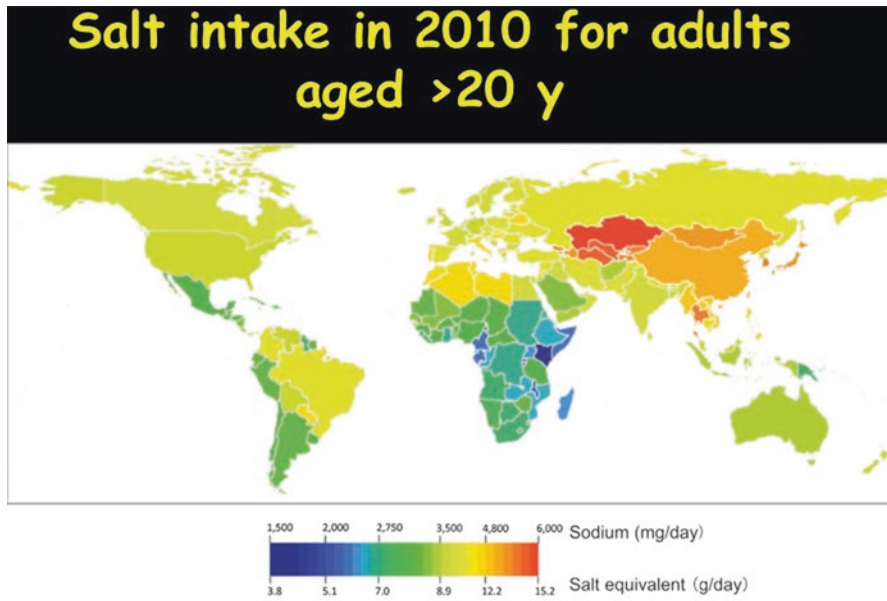 Salt intake in 2010 for adults
aged >20 y
1,500 2,000 2,750 3,500 4,800 6,000 Sodium (mg/day)
3.8 5.1 7.0 8.9 12.2 15.2 Salt equivalent (g/day)